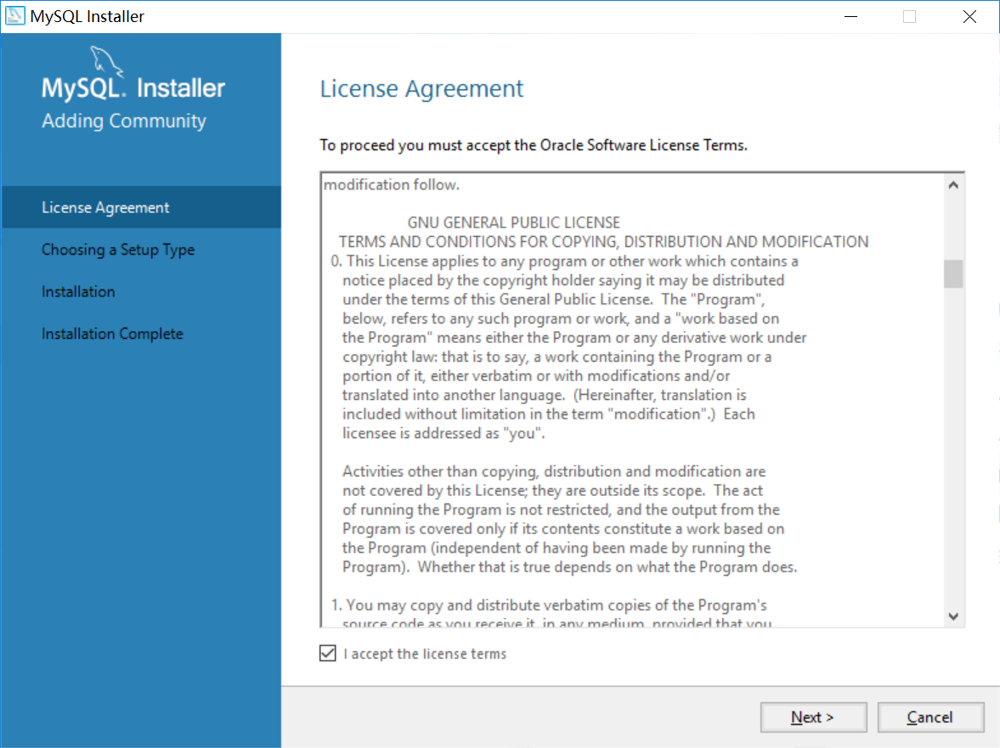 MySQL Installer
MySQL. Installer
Adding Community
License Agreement
Choosing a Setup Type
Installation
Installation Complete
License Agreement
To proceed you must accept the Oracle Software License Terms.
modification follow.
GNU GENERAL PUBLIC LICENSE
TERMS AND CONDITIONS FOR COPYING, DISTRIBUTION AND MODIFICATION
0. This License applies to any program or other work which contains a
notice placed by the copyright holder saying it may be distributed
under the terms of this General Public License.  The "Program",
below, refers to any such program or work, and a "work based on
the Program" means either the Program or any derivative work under
copyright law: that is to say, a work containing the Program or a
portion of it, either verbatim or with modifications and/or
translated into another language.  (Hereinafter, translation is
included without limitation in the term "modification".)  Each
licensee is addressed as "you".
Activities other than copying, distribution and modification are
not covered by this License; they are outside its scope.  The act
of running the Program is not restricted, and the output from the
Program is covered only if its contents constitute a work based on
the Program (independent of having been made by running the
Program).  Whether that is true depends on what the Program does.
1. You may copy and distribute verbatim copies of the Program's
source code as you receive it, in any medium, provided that you
I accept the license terms
Next >
Cancel